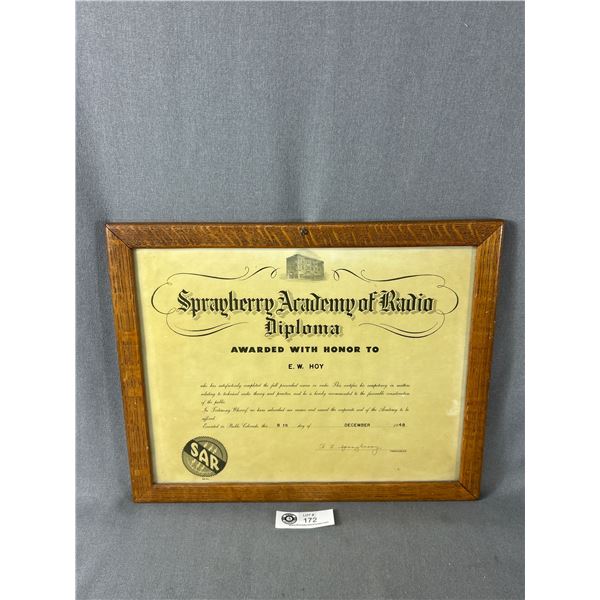 Sprayberry Academy of Radio
Diploma
AWARDED WITH HONOR TO
E. W. HOY
who has satisfactorily completed the full prescribed course in radio. This certifies his competency in matters
relating to technical radio theory and practice, and he is hereby recommended to the favorable consideration
of the public.
In Testimony Whereof we have subscribed our names and caused the corporate seal of the Academy to be
affixed.
Executed in Pueblo, Colorado, this 8 th day of DECEMBER 1948
SAR
LOT #
172